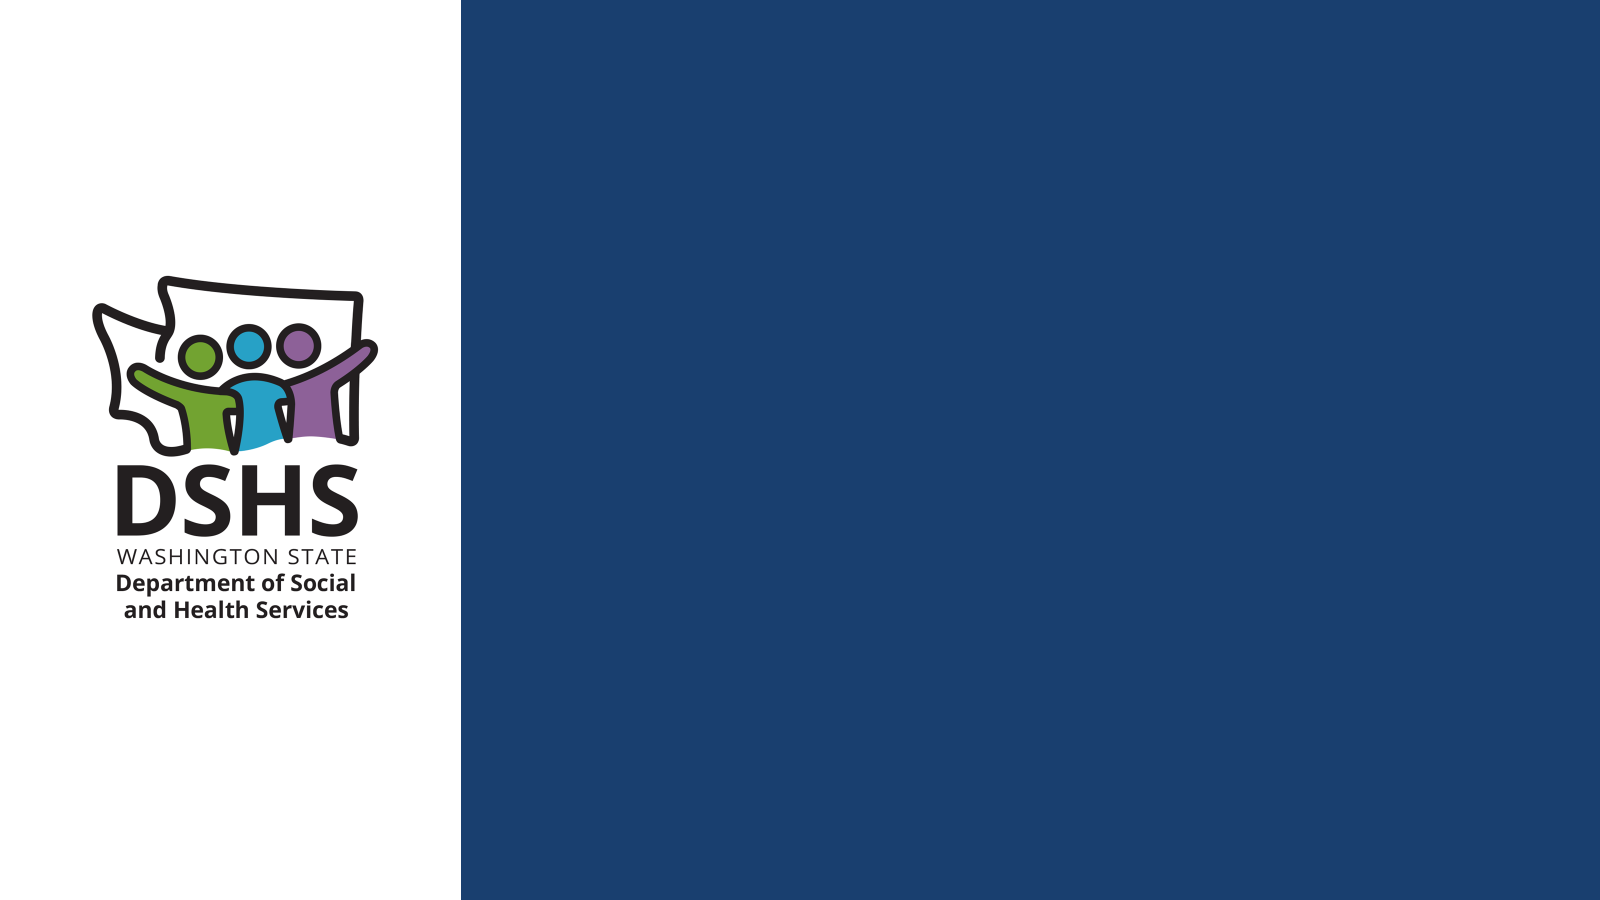 DSHS
WASHINGTON STATE
Department of Social
and Health Services